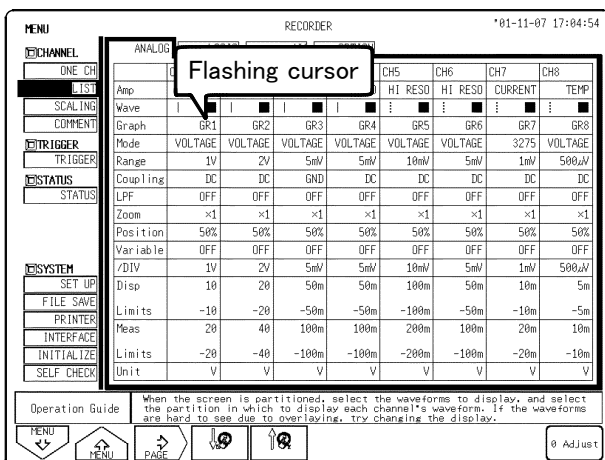 MENU RECORDER '01-11-07 17:04:54
CHANNEL
ONE CH
LIST
SCALING
COMMENT
TRIGGER
TRIGGER
STATUS
STATUS
SYSTEM
SET UP
FILE SAVE
PRINTER
INTERFACE
INITIALIZE
SELF CHECK
ANALOG
Flashing cursor
CH5 CH6 CH7 CH8
Amp HI RESO HI RESO CURRENT TEMP
Wave
Graph GR1 GR2 GR3 GR4 GR5 GR6 GR7 GR8
Mode VOLTAGE VOLTAGE VOLTAGE VOLTAGE VOLTAGE VOLTAGE 3275 VOLTAGE
Range 1V 2V 5mV 5mV 10mV 5mV 1mV 500μV
Coupling DC DC GND DC DC DC DC DC
LPF OFF OFF OFF OFF OFF OFF OFF OFF
Zoom ×1 ×1 ×1 ×1 ×1 ×1 ×1 ×1
Position 50% 50% 50% 50% 50% 50% 50% 50%
Variable OFF OFF OFF OFF OFF OFF OFF OFF
/DIV 1V 2V 5mV 5mV 10mV 5mV 1mV 500μV
Disp 10 20 50m 50m 100m 50m 10m 5m
Limits -10 -20 -50m -50m -100m -50m -10m -5m
Meas 20 40 100m 100m 200m 100m 20m 10m
Limits -20 -40 -100m -100m -200m -100m -20m -10m
Unit V V V V V V V V
Operation Guide
When the screen is partitioned, select the waveforms to display, and select
the partition in which to display each channel's waveform. If the waveforms
are hard to see due to overlaying, try changing the display.
MENU
MENU
PAGE
0 Adjust